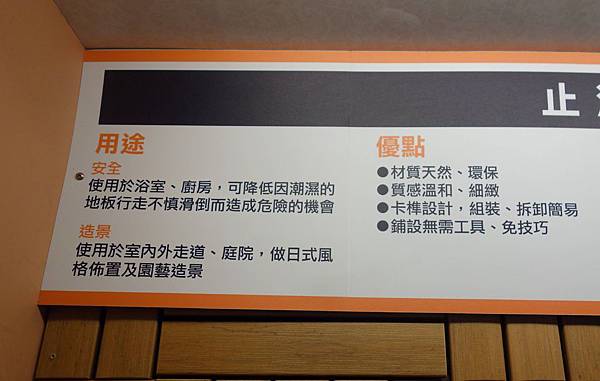 止
用途
安全
使用於浴室、廚房，可降低因潮濕的
地板行走不慎滑倒而造成危險的機會
造景
使用於室內外走道、庭院，做日式風
格佈置及園藝造景
優點
●材質天然、環保
●質感溫和、細緻
●卡榫設計，組裝、拆卸簡易
●鋪設無需工具、免技巧